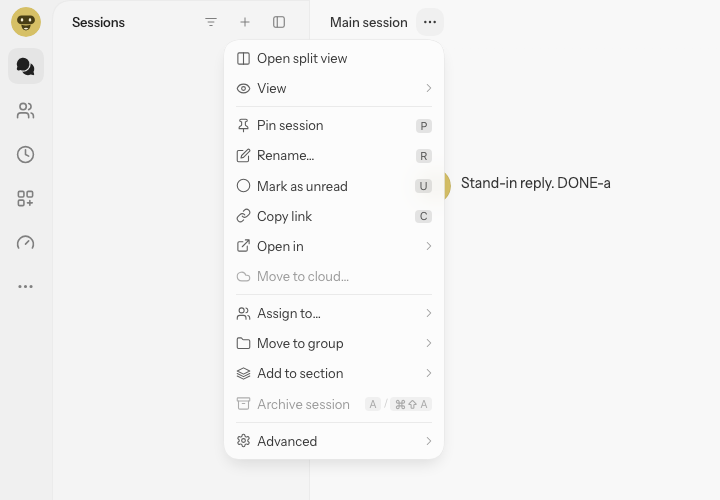 Sessions
Main session
Open split view
View
Pin session P
Rename... R
Mark as unread U
Stand-in reply. DONE-a
Copy link C
Open in
Move to cloud...
Assign to...
Move to group
Add to section
Archive session A / ⌘⇧A
Advanced